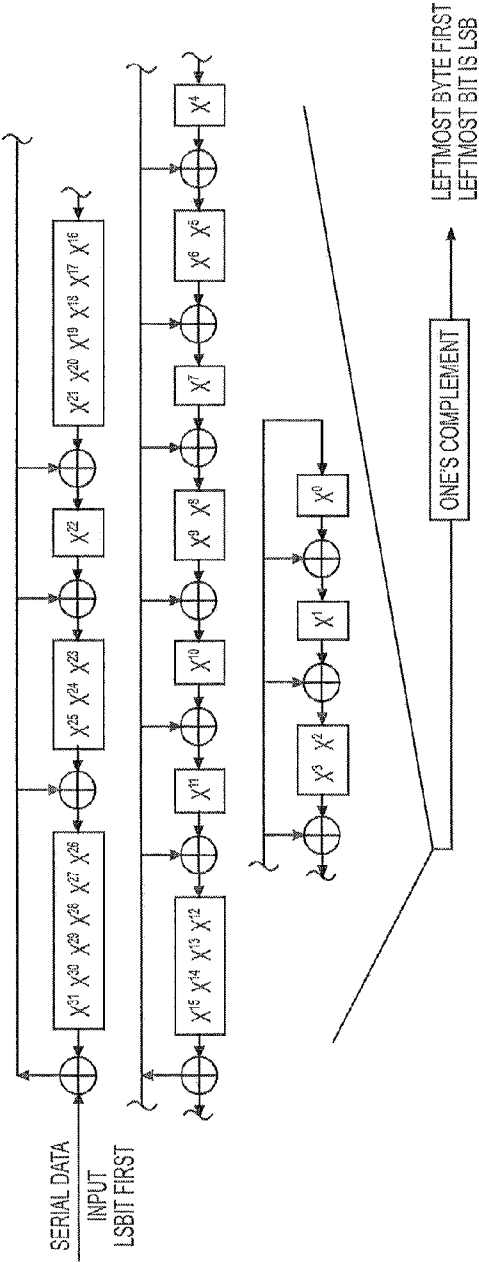 SERIAL DATA
INPUT
LSBIT FIRST
X³¹ X³⁰ X²⁹ X²⁸ X²⁷ X²⁶
X²⁵ X²⁴ X²³
X²²
X²¹ X²⁰ X¹⁹ X¹⁸ X¹⁷ X¹⁶
X¹⁵ X¹⁴ X¹³ X¹²
X¹¹
X¹⁰
X⁹ X⁸
X⁷
X⁶ X⁵
X⁴
X³ X²
X¹
X⁰
ONE'S COMPLEMENT
LEFTMOST BYTE FIRST
LEFTMOST BIT IS LSB